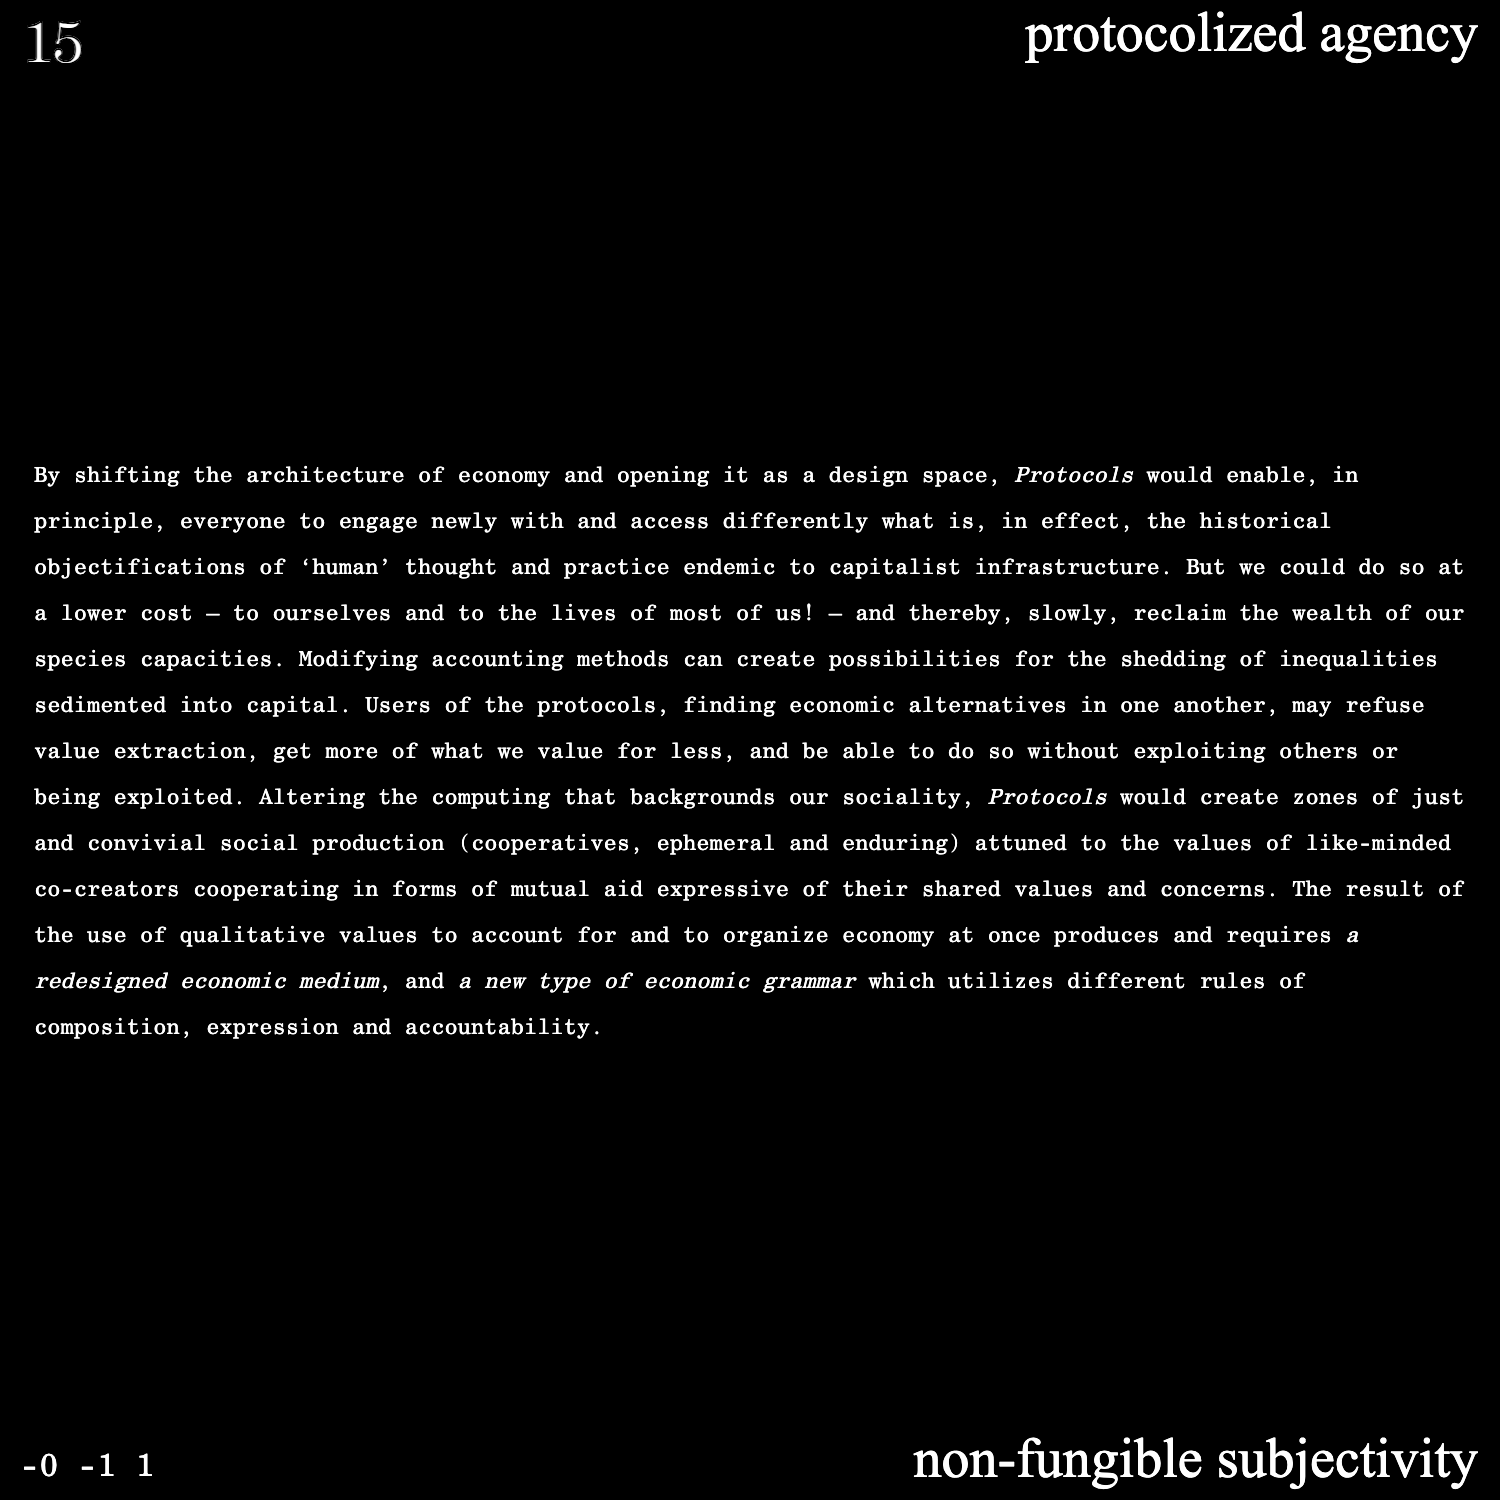 15
protocolized agency
By shifting the architecture of economy and opening it as a design space, Protocols would enable, in
principle, everyone to engage newly with and access differently what is, in effect, the historical
objectifications of ‘human’ thought and practice endemic to capitalist infrastructure. But we could do so at
a lower cost – to ourselves and to the lives of most of us! – and thereby, slowly, reclaim the wealth of our
species capacities. Modifying accounting methods can create possibilities for the shedding of inequalities
sedimented into capital. Users of the protocols, finding economic alternatives in one another, may refuse
value extraction, get more of what we value for less, and be able to do so without exploiting others or
being exploited. Altering the computing that backgrounds our sociality, Protocols would create zones of just
and convivial social production (cooperatives, ephemeral and enduring) attuned to the values of like-minded
co-creators cooperating in forms of mutual aid expressive of their shared values and concerns. The result of
the use of qualitative values to account for and to organize economy at once produces and requires a
redesigned economic medium, and a new type of economic grammar which utilizes different rules of
composition, expression and accountability.
-0 -1 1
non-fungible subjectivity